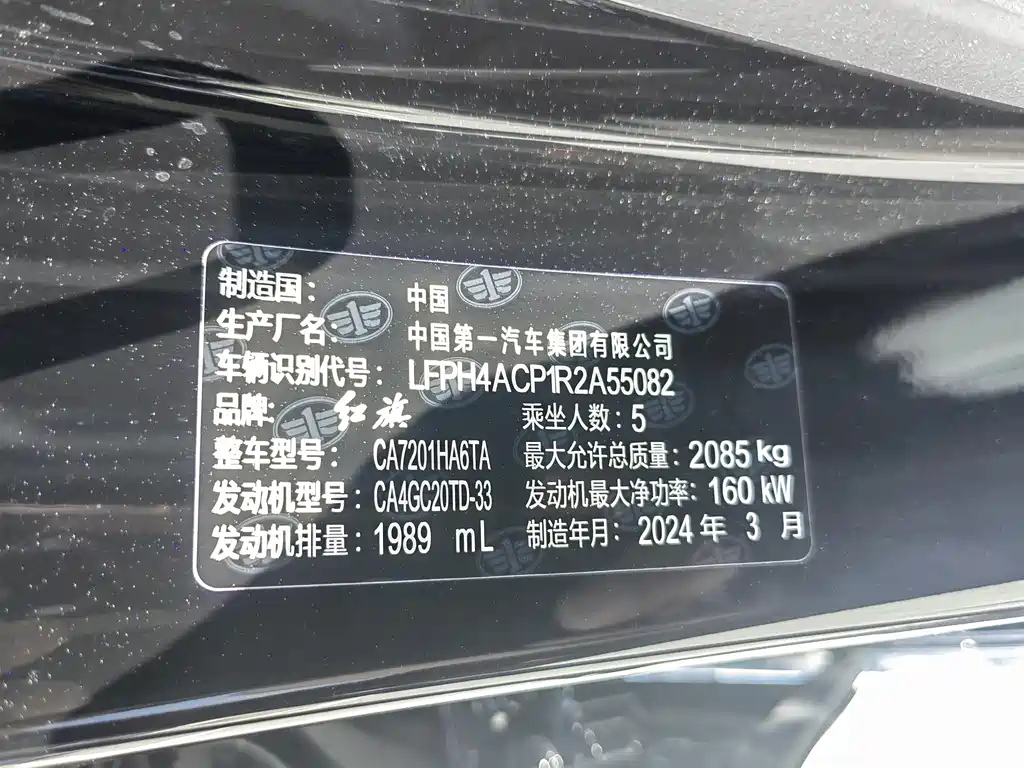 制造国： 中国
生产厂名： 中国第一汽车集团有限公司
车辆识别代号： LFPH4ACP1R2A55082
品牌： 红旗 乘坐人数：5
整车型号： CA7201HA6TA 最大允许总质量：2085 kg
发动机型号：CA4GC20TD-33 发动机最大净功率：160 kW
发动机排量：1989 mL 制造年月：2024 年 3 月